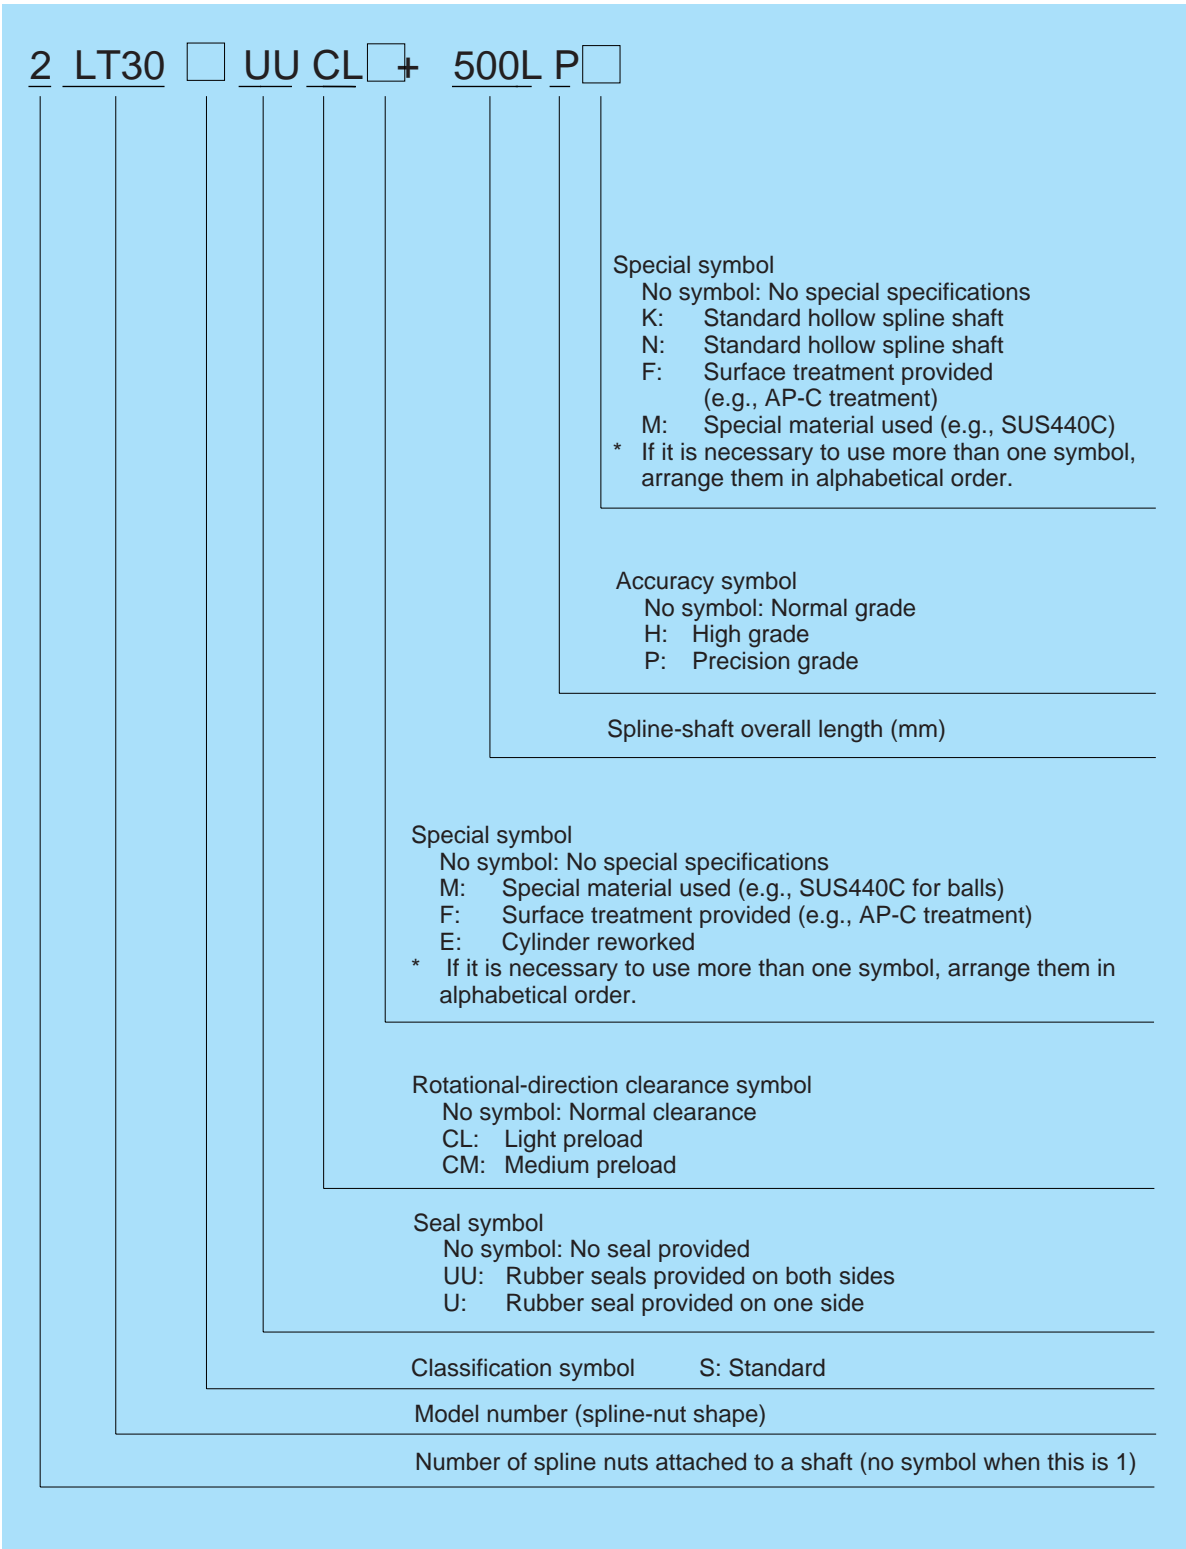 2 LT30 □ UU CL□+ 500L P□
Special symbol
No symbol: No special specifications
K: Standard hollow spline shaft
N: Standard hollow spline shaft
F: Surface treatment provided
(e.g., AP-C treatment)
M: Special material used (e.g., SUS440C)
* If it is necessary to use more than one symbol,
arrange them in alphabetical order.
Accuracy symbol
No symbol: Normal grade
H: High grade
P: Precision grade
Spline-shaft overall length (mm)
Special symbol
No symbol: No special specifications
M: Special material used (e.g., SUS440C for balls)
F: Surface treatment provided (e.g., AP-C treatment)
E: Cylinder reworked
* If it is necessary to use more than one symbol, arrange them in
alphabetical order.
Rotational-direction clearance symbol
No symbol: Normal clearance
CL: Light preload
CM: Medium preload
Seal symbol
No symbol: No seal provided
UU: Rubber seals provided on both sides
U: Rubber seal provided on one side
Classification symbol S: Standard
Model number (spline-nut shape)
Number of spline nuts attached to a shaft (no symbol when this is 1)